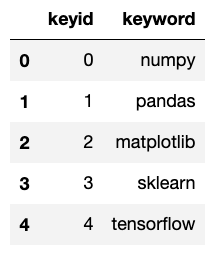 keyid keyword
0 0 numpy
1 1 pandas
2 2 matplotlib
3 3 sklearn
4 4 tensorflow